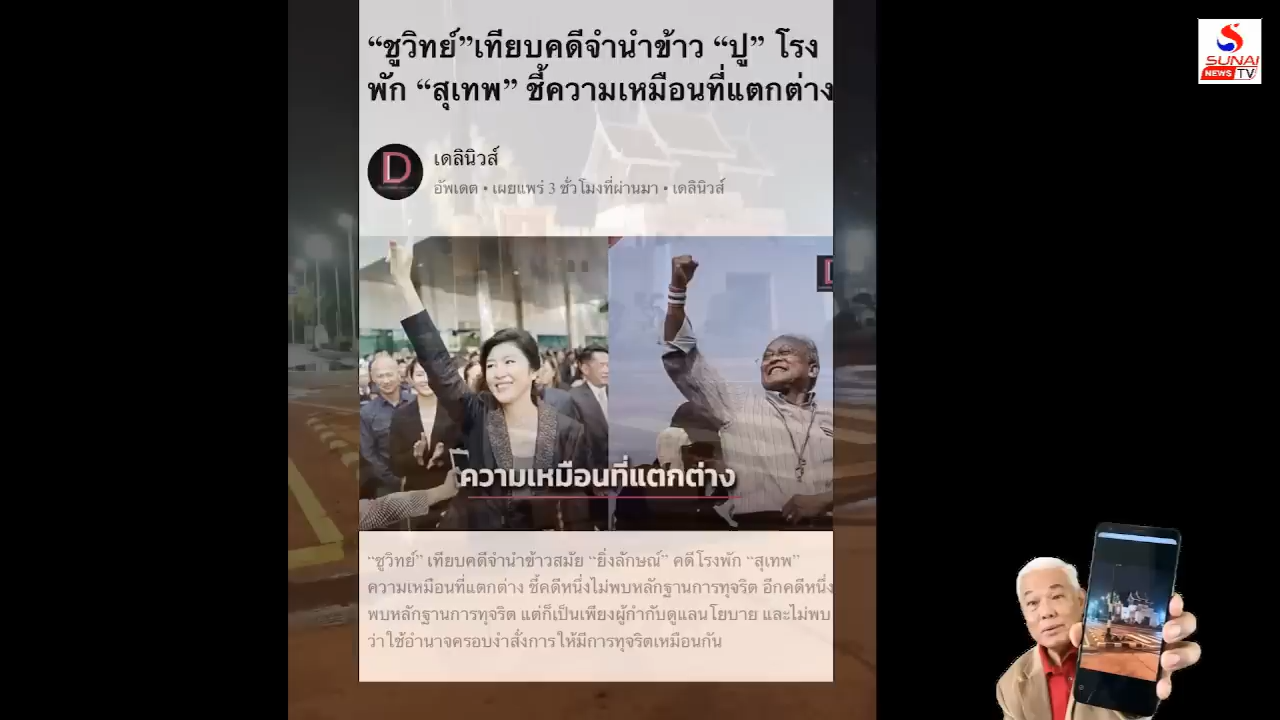 “ชูวิทย์”เทียบคดีจำนำข้าว “ปู” โรง
พัก “สุเทพ” ชี้ความเหมือนที่แตกต่าง
SUNAI
NEWS TV
D
เดลินิวส์
อัพเดต • เผยแพร่ 3 ชั่วโมงที่ผ่านมา • เดลินิวส์
ความเหมือนที่แตกต่าง
“ชูวิทย์” เทียบคดีจำนำข้าวสมัย “ยิ่งลักษณ์” คดีโรงพัก “สุเทพ”
ความเหมือนที่แตกต่าง ชี้คดีหนึ่งไม่พบหลักฐานการทุจริต อีกคดีหนึ่ง
พบหลักฐานการทุจริต แต่ก็เป็นเพียงผู้กำกับดูแลนโยบาย และไม่พบ
ว่าใช้อำนาจครอบงำสั่งการให้มีการทุจริตเหมือนกัน